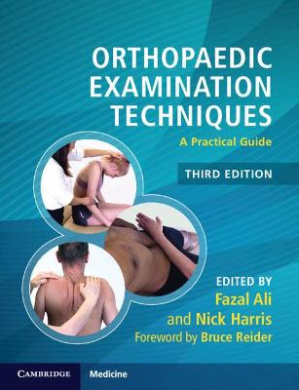 ORTHOPAEDIC
EXAMINATION
TECHNIQUES
A Practical Guide
THIRD EDITION
EDITED BY
Fazal Ali
and Nick Harris
Foreword by Bruce Reider
CAMBRIDGE
Medicine